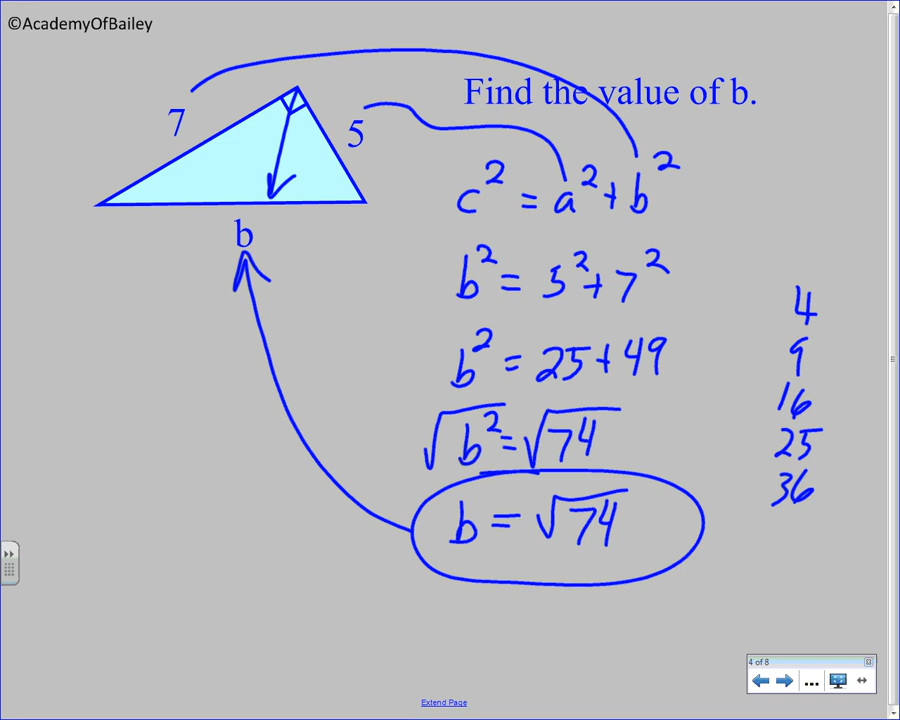 ©AcademyOfBailey
Find the value of b.
7
5
b
c² = a² + b²
b² = 5² + 7²
b² = 25 + 49
√b² = √74
b = √74
4
9
16
25
36
4 of 8
...
Extend Page